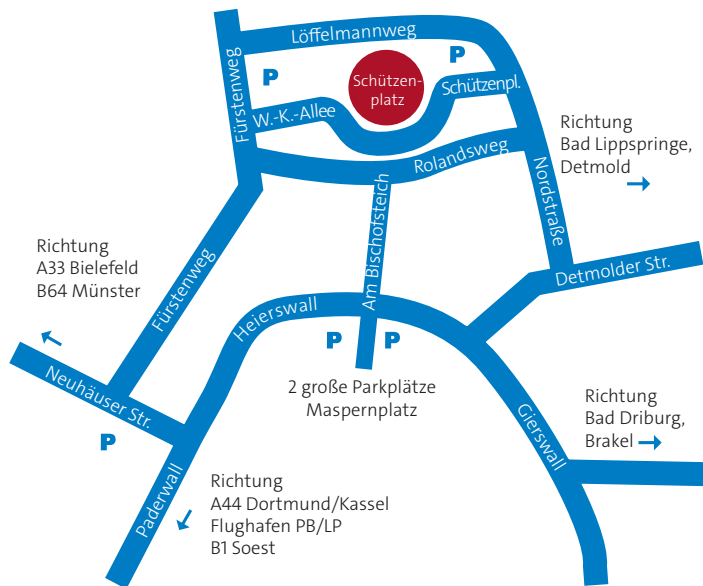 Löffelmannweg
P
P
Fürstenweg
Schützen-
platz
Schützenpl.
W.-K.-Allee
Rolandsweg
Richtung
Bad Lippspringe,
Detmold
Nordstraße
Am Bischofsteich
Richtung
A33 Bielefeld
B64 Münster
Fürstenweg
Heierswall
Detmolder Str.
P
P
2 große Parkplätze
Maspernplatz
Neuhäuser Str.
P
Gierswall
Richtung
Bad Driburg,
Brakel
Paderwall
Richtung
A44 Dortmund/Kassel
Flughafen PB/LP
B1 Soest